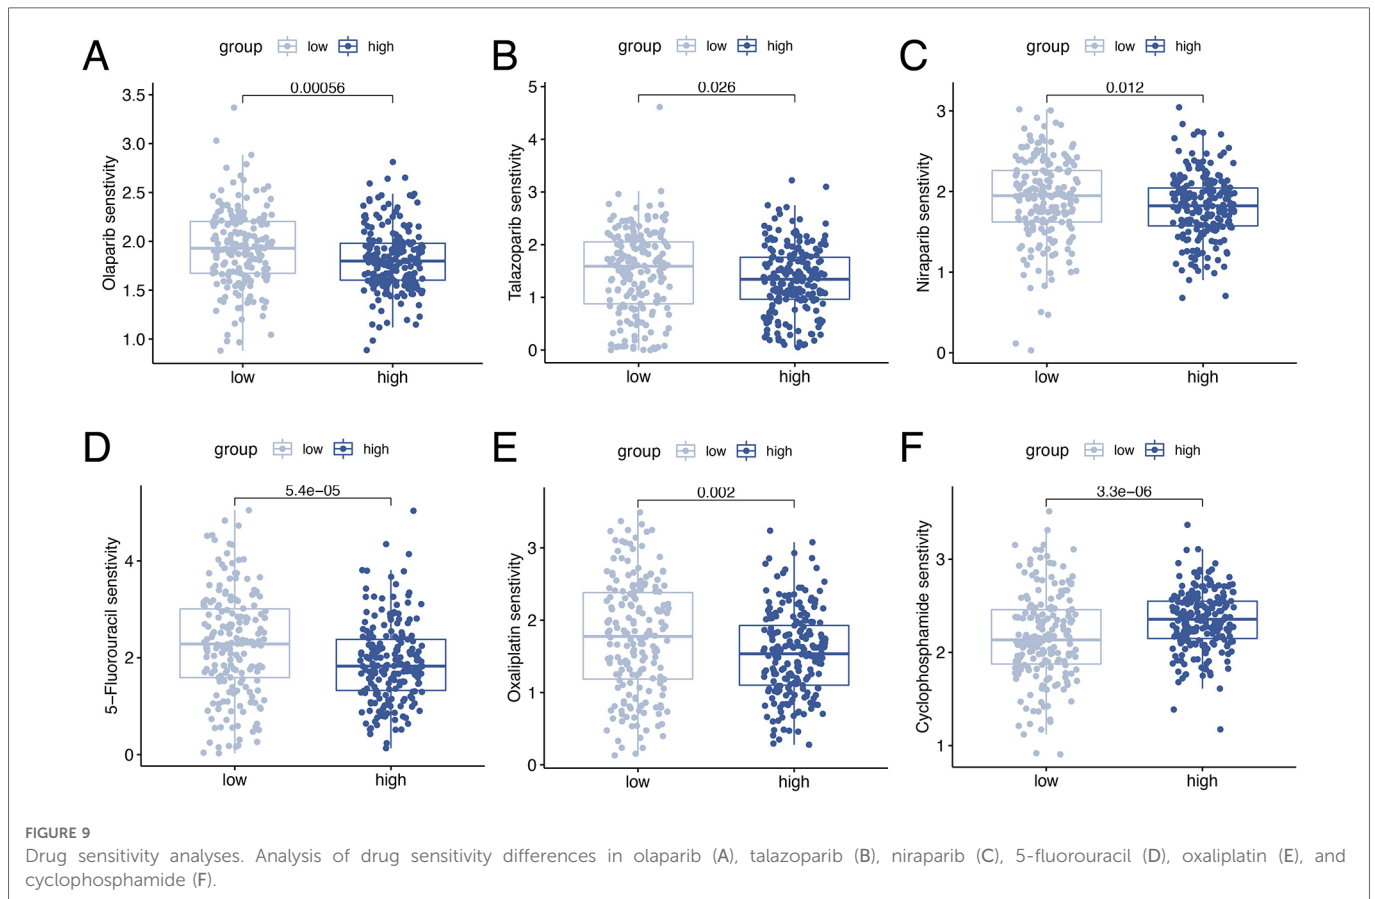 A
group low high
0.00056
Olaparib senstivity
3.5
3.0
2.5
2.0
1.5
1.0
low high
B
group low high
0.026
Talazoparib senstivity
5
4
3
2
1
0
low high
C
group low high
0.012
Niraparib senstivity
3
2
1
0
low high
D
group low high
5.4e−05
5−Fluorouracil senstivity
4
2
0
low high
E
group low high
0.002
Oxaliplatin senstivity
3
2
1
0
low high
F
group low high
3.3e−06
Cyclophosphamide senstivity
3
2
1
low high
FIGURE 9
Drug sensitivity analyses. Analysis of drug sensitivity differences in olaparib (A), talazoparib (B), niraparib (C), 5-fluorouracil (D), oxaliplatin (E), and
cyclophosphamide (F).